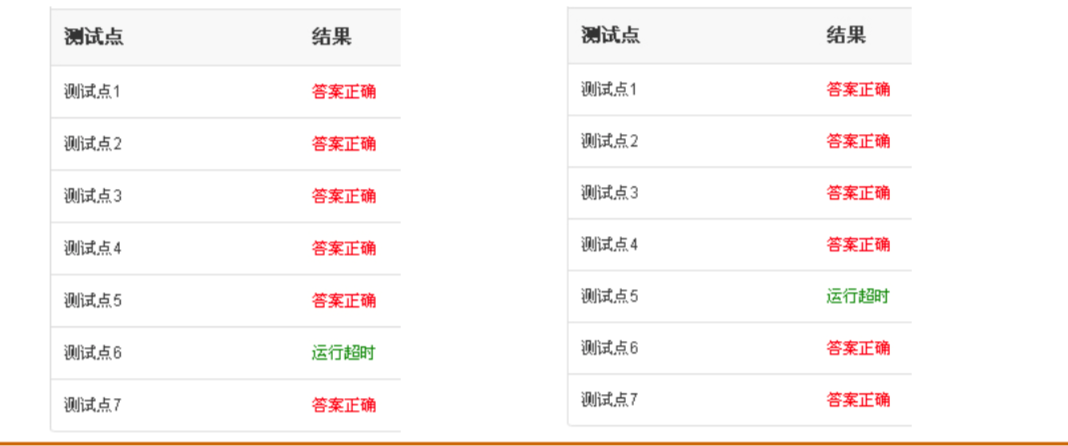 测试点 结果
测试点1 答案正确
测试点2 答案正确
测试点3 答案正确
测试点4 答案正确
测试点5 答案正确
测试点6 运行超时
测试点7 答案正确
测试点 结果
测试点1 答案正确
测试点2 答案正确
测试点3 答案正确
测试点4 答案正确
测试点5 运行超时
测试点6 答案正确
测试点7 答案正确